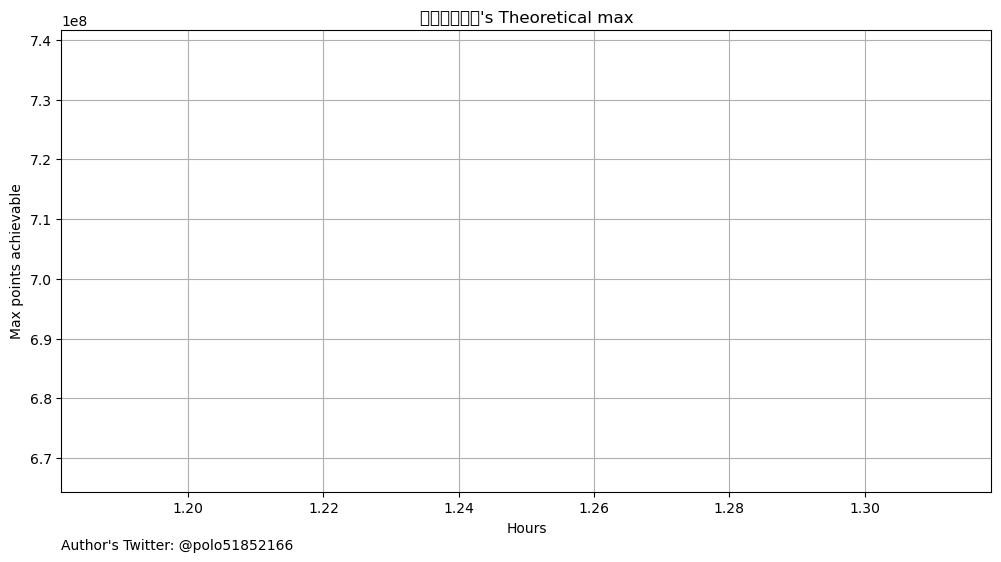 's Theoretical max
1e8
7.4
7.3
7.2
7.1
7.0
6.9
6.8
6.7
Max points achievable
1.20
1.22
1.24
1.26
1.28
1.30
Hours
Author's Twitter: @polo51852166